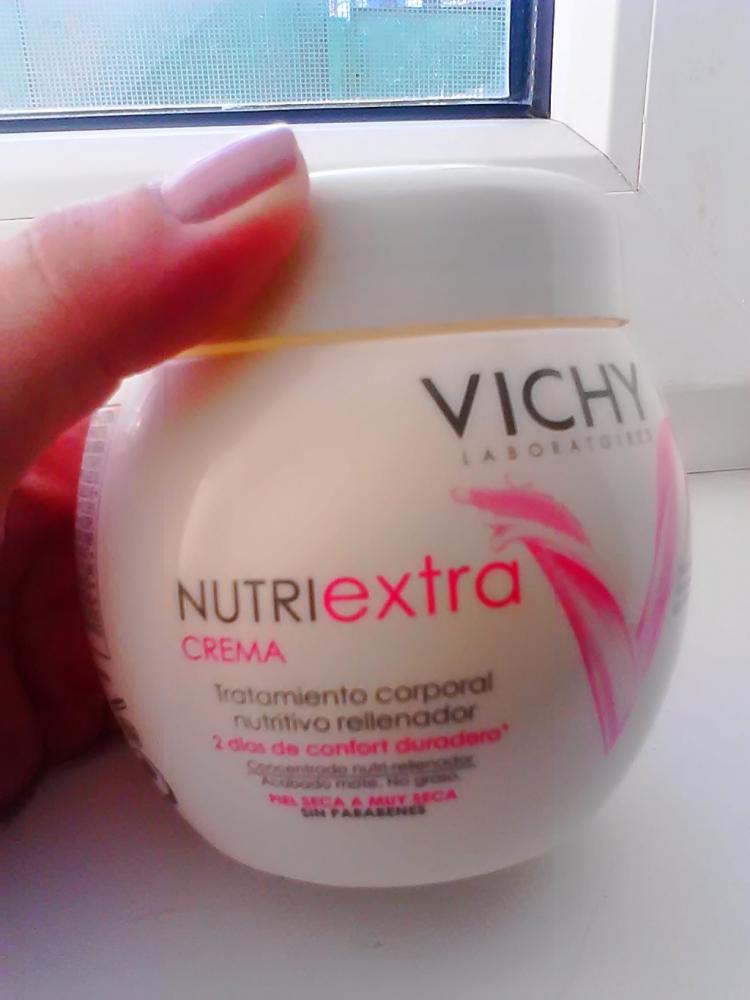 VICHY
LABORATOIRES
NUTRIextra
CREMA
Tratamiento corporal
nutritivo rellenador
2 días de confort duradero*
Concentrado nutri-rellenador
Acabado mate. No graso.
PIEL SECA A MUY SECA
SIN PARABENES